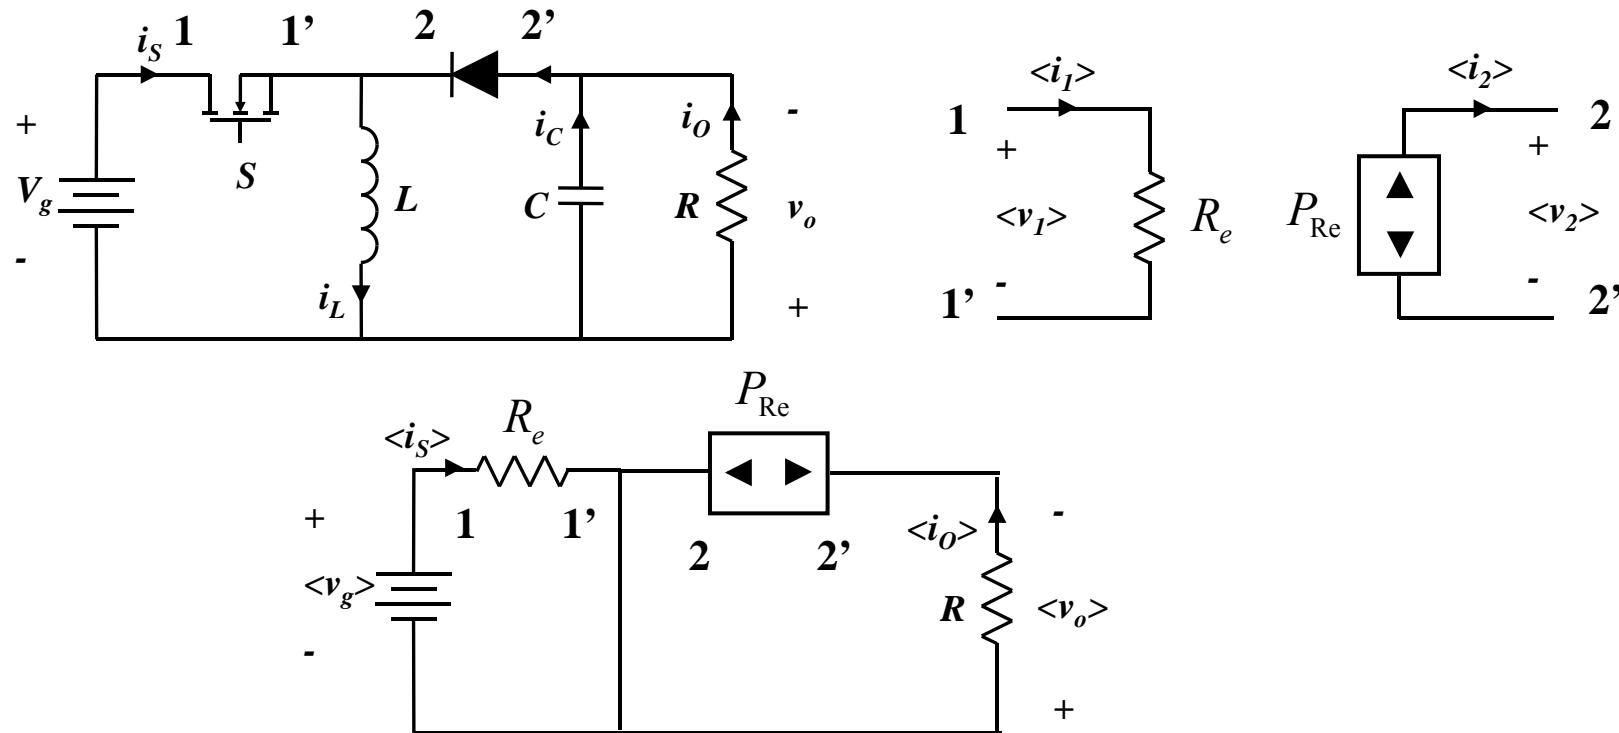 i_S 1 1’ 2 2’
+ V_g -
S
L
i_L
i_C
C
i_O
R
- v_o +
<i_1>
1
+
<v_1>
-
1’
R_e
<i_2>
P_Re
2
+
<v_2>
-
2’
<i_S>
R_e
P_Re
1 1’ 2 2’
+
<v_g>
-
<i_O>
R
-
<v_o>
+